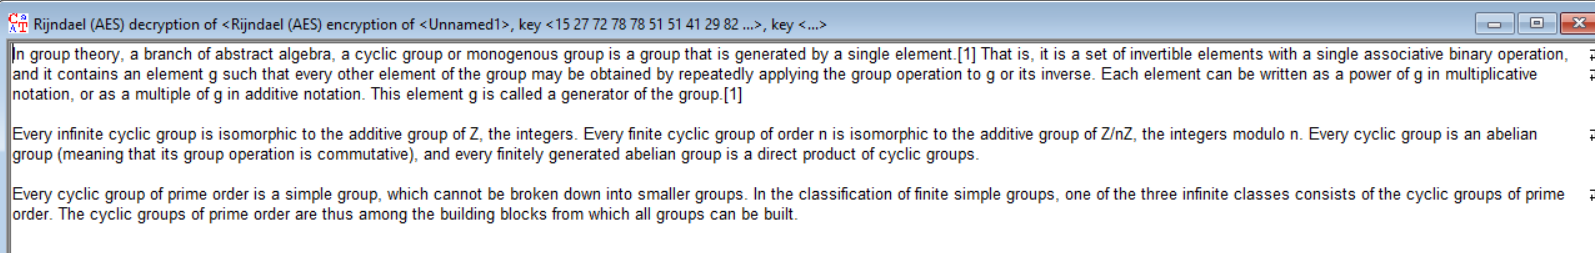 Rijndael (AES) decryption of <Rijndael (AES) encryption of <Unnamed1>, key <15 27 72 78 78 51 51 41 29 82 ...>, key <...>
In group theory, a branch of abstract algebra, a cyclic group or monogenous group is a group that is generated by a single element.[1] That is, it is a set of invertible elements with a single associative binary operation,
and it contains an element g such that every other element of the group may be obtained by repeatedly applying the group operation to g or its inverse. Each element can be written as a power of g in multiplicative
notation, or as a multiple of g in additive notation. This element g is called a generator of the group.[1]
Every infinite cyclic group is isomorphic to the additive group of Z, the integers. Every finite cyclic group of order n is isomorphic to the additive group of Z/nZ, the integers modulo n. Every cyclic group is an abelian
group (meaning that its group operation is commutative), and every finitely generated abelian group is a direct product of cyclic groups.
Every cyclic group of prime order is a simple group, which cannot be broken down into smaller groups. In the classification of finite simple groups, one of the three infinite classes consists of the cyclic groups of prime
order. The cyclic groups of prime order are thus among the building blocks from which all groups can be built.